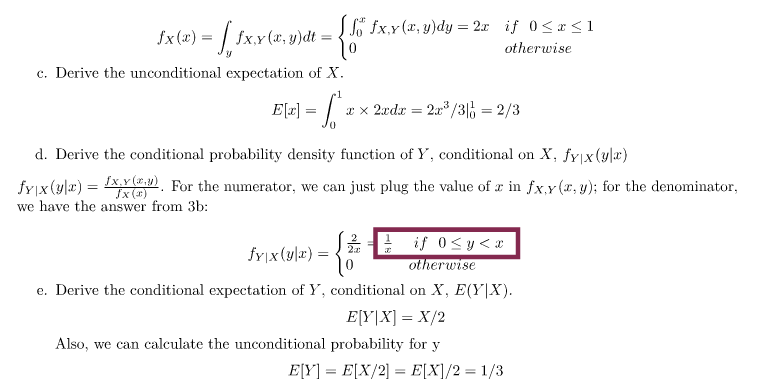 f_X(x) = ∫_y f_{X,Y}(x, y)dt = { ∫_0^x f_{X,Y}(x, y)dy = 2x if 0 ≤ x ≤ 1
0 otherwise
c. Derive the unconditional expectation of X.
E[x] = ∫_0^1 x × 2xdx = 2x^3/3|_0^1 = 2/3
d. Derive the conditional probability density function of Y, conditional on X, f_{Y|X}(y|x)
f_{Y|X}(y|x) = f_{X,Y}(x,y)/f_X(x). For the numerator, we can just plug the value of x in f_{X,Y}(x, y); for the denominator,
we have the answer from 3b:
f_{Y|X}(y|x) = { 2/2x = 1/x if 0 ≤ y < x
0 otherwise
e. Derive the conditional expectation of Y, conditional on X, E(Y|X).
E[Y|X] = X/2
Also, we can calculate the unconditional probability for y
E[Y] = E[X/2] = E[X]/2 = 1/3